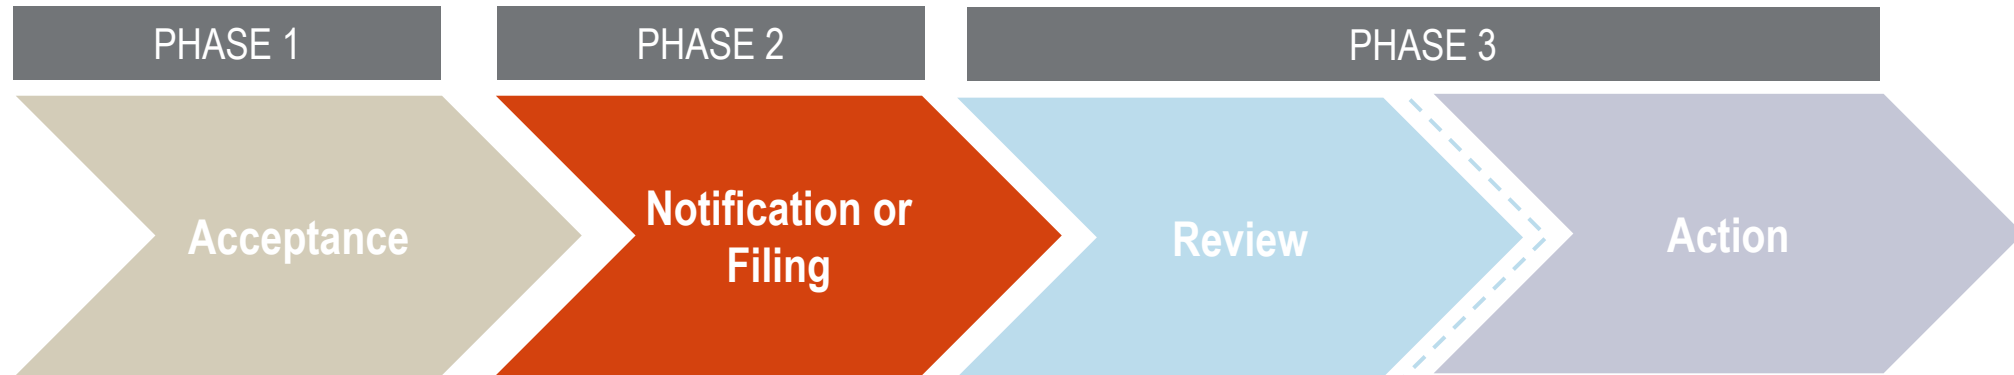 PHASE 1
PHASE 2
PHASE 3
Acceptance
Notification or
Filing
Review
Action